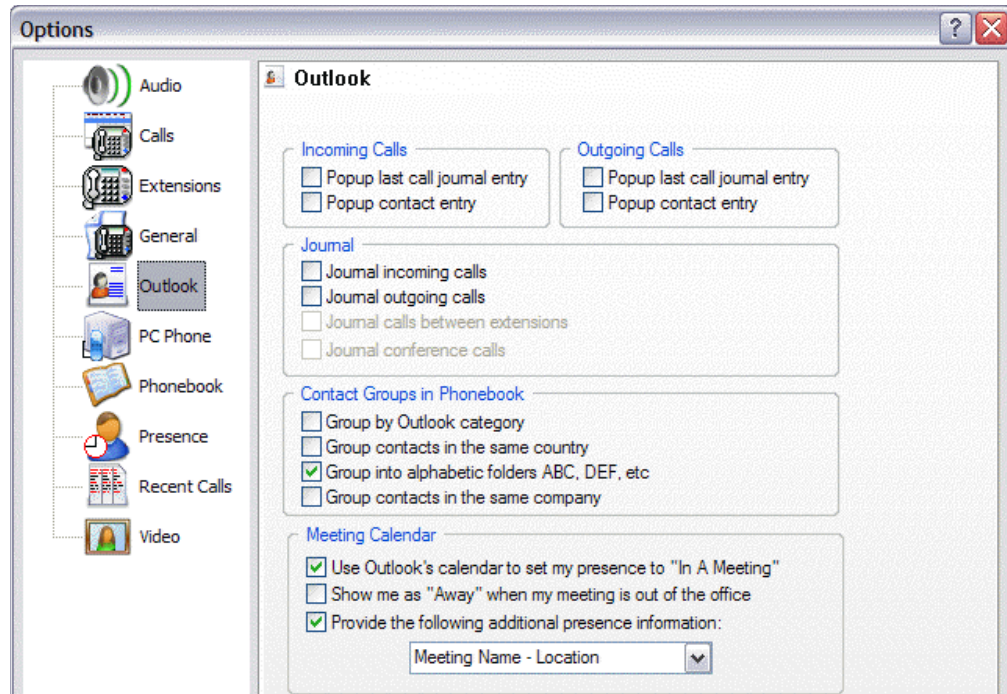 Options
Audio
Calls
Extensions
General
Outlook
PC Phone
Phonebook
Presence
Recent Calls
Video
Outlook
Incoming Calls
Popup last call journal entry
Popup contact entry
Outgoing Calls
Popup last call journal entry
Popup contact entry
Journal
Journal incoming calls
Journal outgoing calls
Journal calls between extensions
Journal conference calls
Contact Groups in Phonebook
Group by Outlook category
Group contacts in the same country
Group into alphabetic folders ABC, DEF, etc
Group contacts in the same company
Meeting Calendar
Use Outlook's calendar to set my presence to "In A Meeting"
Show me as "Away" when my meeting is out of the office
Provide the following additional presence information:
Meeting Name - Location